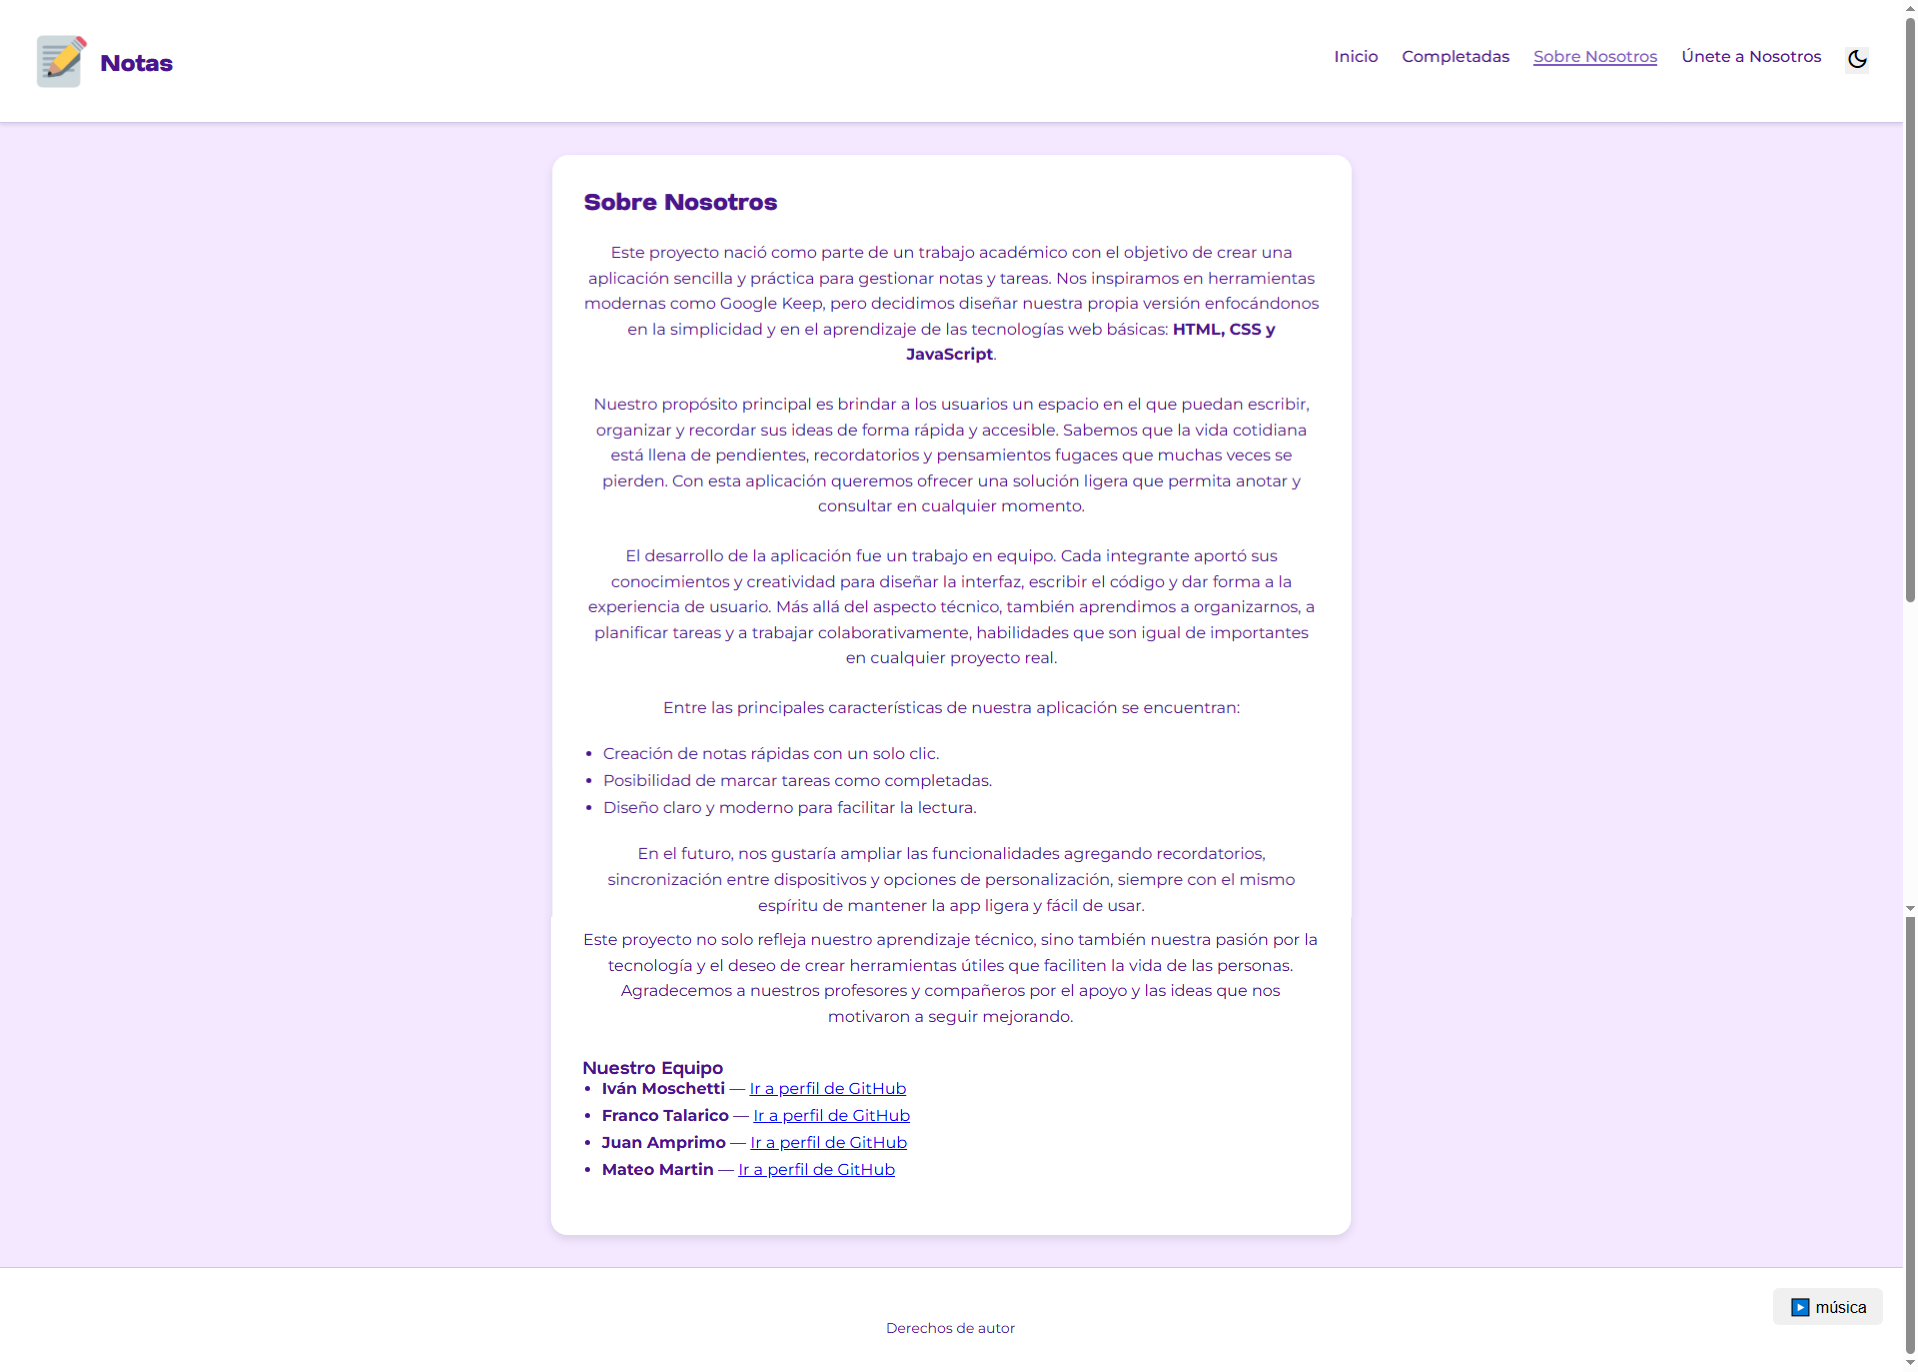 Notas
Inicio
Completadas
Sobre Nosotros
Únete a Nosotros
Sobre Nosotros
Este proyecto nació como parte de un trabajo académico con el objetivo de crear una
aplicación sencilla y práctica para gestionar notas y tareas. Nos inspiramos en herramientas
modernas como Google Keep, pero decidimos diseñar nuestra propia versión enfocándonos
en la simplicidad y en el aprendizaje de las tecnologías web básicas: HTML, CSS y
JavaScript.
Nuestro propósito principal es brindar a los usuarios un espacio en el que puedan escribir,
organizar y recordar sus ideas de forma rápida y accesible. Sabemos que la vida cotidiana
está llena de pendientes, recordatorios y pensamientos fugaces que muchas veces se
pierden. Con esta aplicación queremos ofrecer una solución ligera que permita anotar y
consultar en cualquier momento.
El desarrollo de la aplicación fue un trabajo en equipo. Cada integrante aportó sus
conocimientos y creatividad para diseñar la interfaz, escribir el código y dar forma a la
experiencia de usuario. Más allá del aspecto técnico, también aprendimos a organizarnos, a
planificar tareas y a trabajar colaborativamente, habilidades que son igual de importantes
en cualquier proyecto real.
Entre las principales características de nuestra aplicación se encuentran:
• Creación de notas rápidas con un solo clic.
• Posibilidad de marcar tareas como completadas.
• Diseño claro y moderno para facilitar la lectura.
En el futuro, nos gustaría ampliar las funcionalidades agregando recordatorios,
sincronización entre dispositivos y opciones de personalización, siempre con el mismo
espíritu de mantener la app ligera y fácil de usar.
Este proyecto no solo refleja nuestro aprendizaje técnico, sino también nuestra pasión por la
tecnología y el deseo de crear herramientas útiles que faciliten la vida de las personas.
Agradecemos a nuestros profesores y compañeros por el apoyo y las ideas que nos
motivaron a seguir mejorando.
Nuestro Equipo
• Iván Moschetti — Ir a perfil de GitHub
• Franco Talarico — Ir a perfil de GitHub
• Juan Amprimo — Ir a perfil de GitHub
• Mateo Martin — Ir a perfil de GitHub
música
Derechos de autor